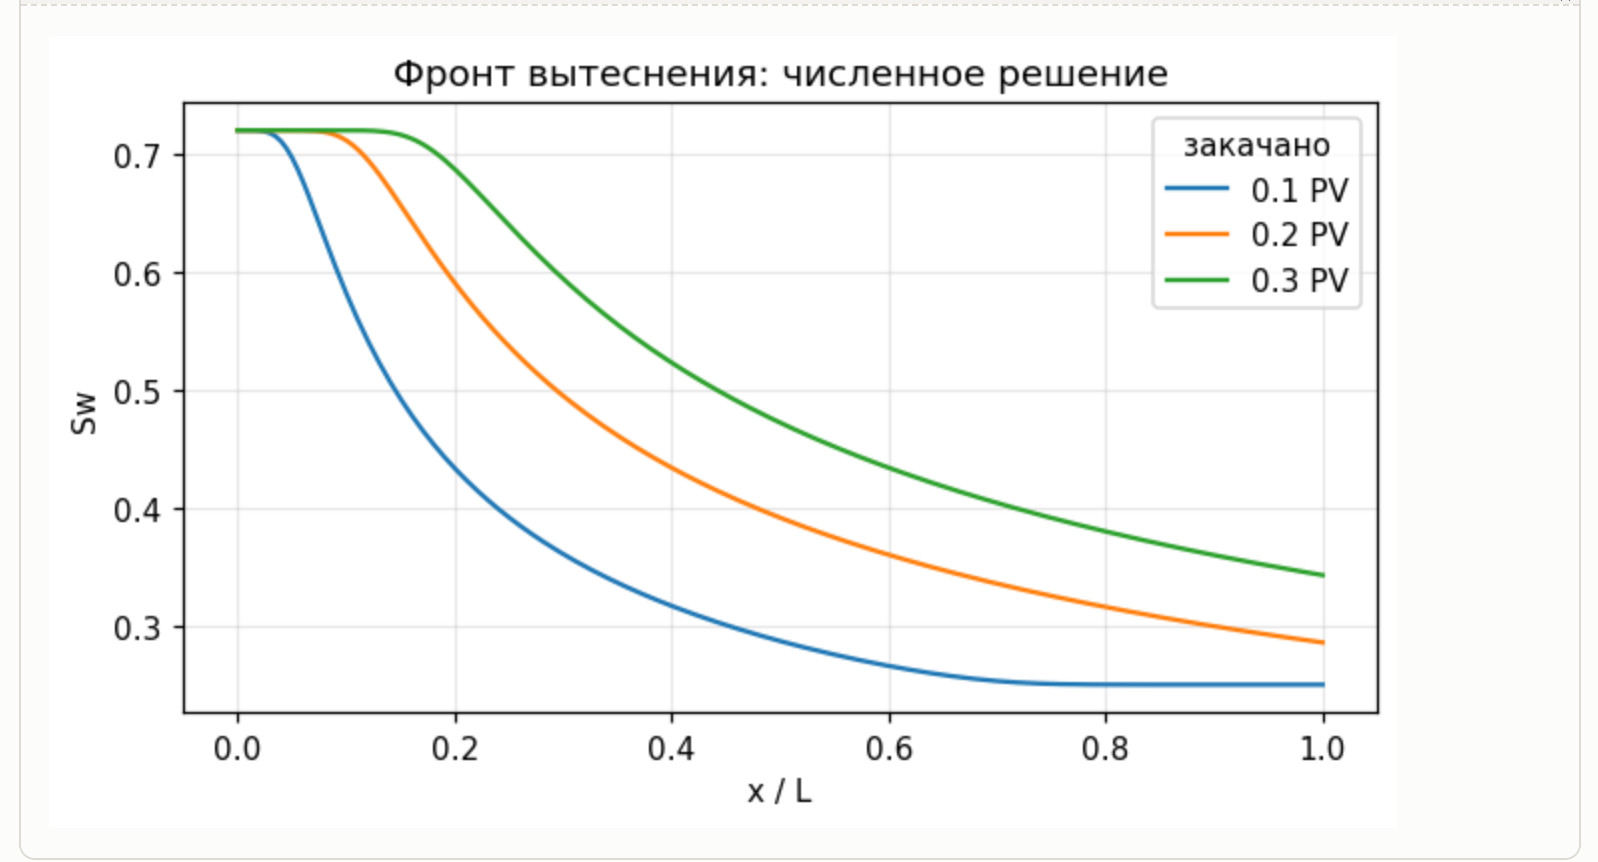 Фронт вытеснения: численное решение
закачано
0.1 PV
0.2 PV
0.3 PV
0.7
0.6
0.5
0.4
0.3
Sw
0.0 0.2 0.4 0.6 0.8 1.0
x / L